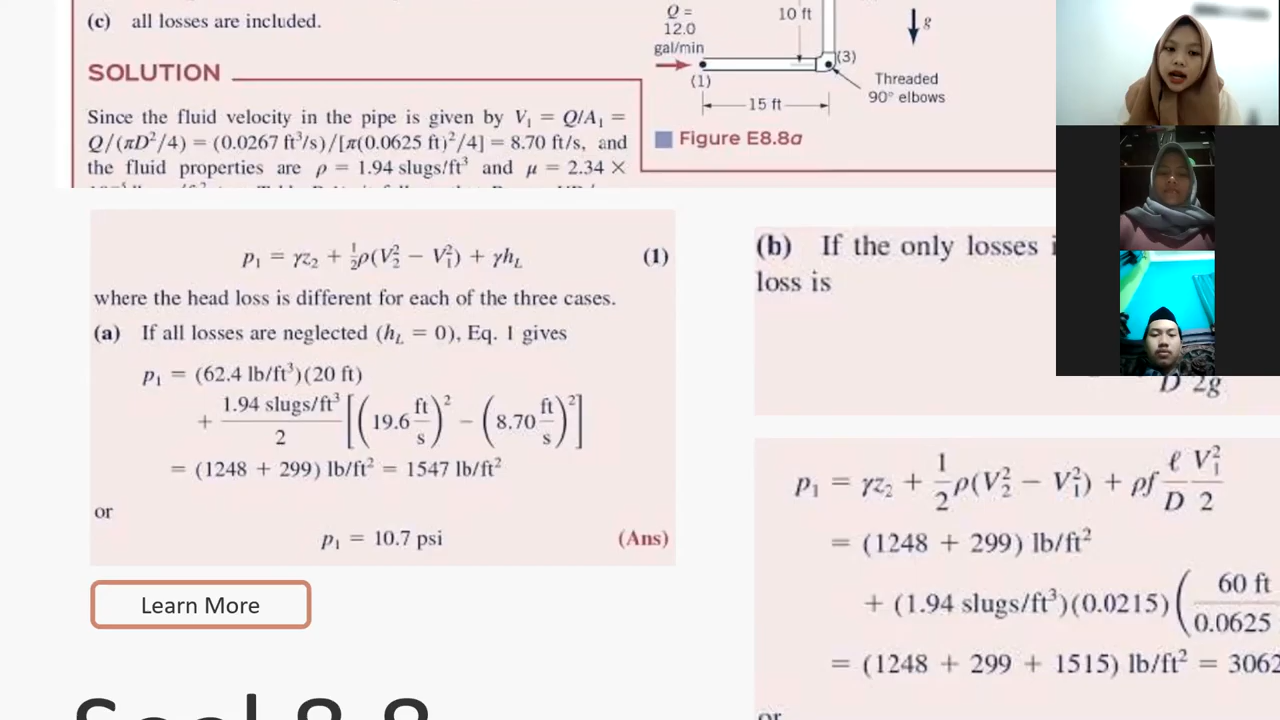 (c) all losses are included.
SOLUTION
Since the fluid velocity in the pipe is given by V₁ = Q/A₁ =
Q/(πD²/4) = (0.0267 ft³/s)/[π(0.0625 ft)²/4] = 8.70 ft/s, and
the fluid properties are ρ = 1.94 slugs/ft³ and μ = 2.34 ×
Q =
12.0
gal/min
(1)
10 ft
(3)
g
15 ft
Threaded
90° elbows
Figure E8.8a
p₁ = γz₂ + ½ρ(V₂² − V₁²) + γh_L (1)
where the head loss is different for each of the three cases.
(a) If all losses are neglected (h_L = 0), Eq. 1 gives
p₁ = (62.4 lb/ft³)(20 ft)
+ 1.94 slugs/ft³ / 2 [(19.6 ft/s)² − (8.70 ft/s)²]
= (1248 + 299) lb/ft² = 1547 lb/ft²
or
p₁ = 10.7 psi (Ans)
Learn More
Soal 8.8
(b) If the only losses
loss is
D 2g
p₁ = γz₂ + 1/2 ρ(V₂² − V₁²) + ρf ℓ/D V₁²/2
= (1248 + 299) lb/ft²
+ (1.94 slugs/ft³)(0.0215)(60 ft / 0.0625
= (1248 + 299 + 1515) lb/ft² = 3062
or